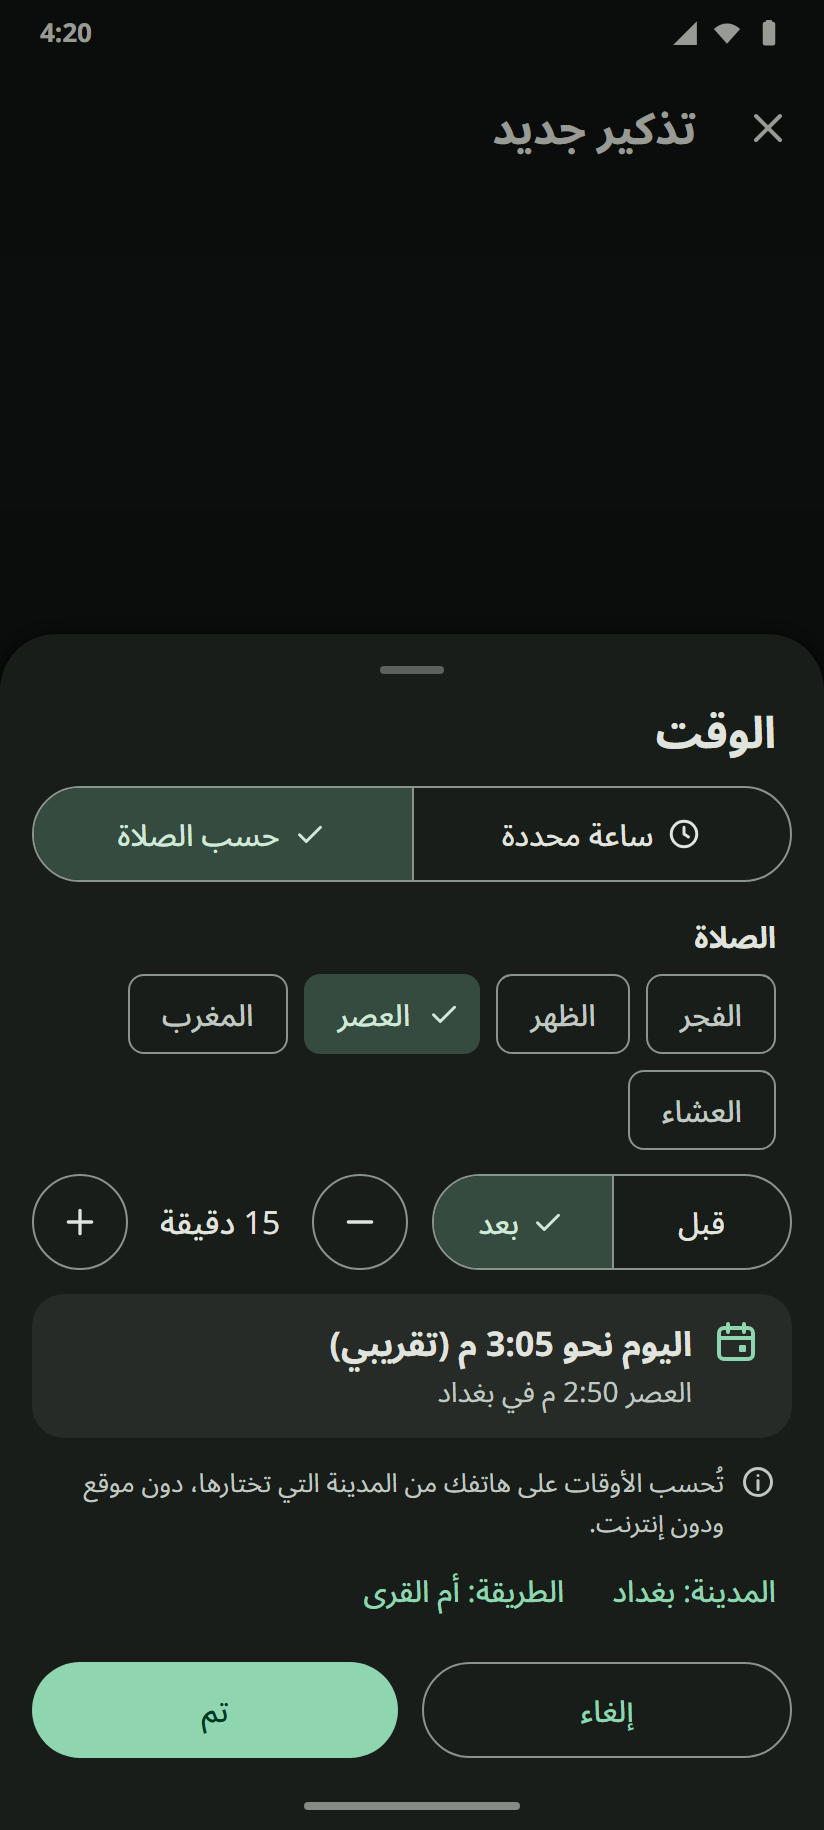 4:20
تذكير جديد
الوقت
ساعة محددة
حسب الصلاة
الصلاة
الفجر
الظهر
العصر
المغرب
العشاء
قبل
بعد
15 دقيقة
اليوم نحو 3:05 م (تقريبي)
العصر 2:50 م في بغداد
تُحسب الأوقات على هاتفك من المدينة التي تختارها، دون موقع
ودون إنترنت.
المدينة: بغداد
الطريقة: أم القرى
إلغاء
تم